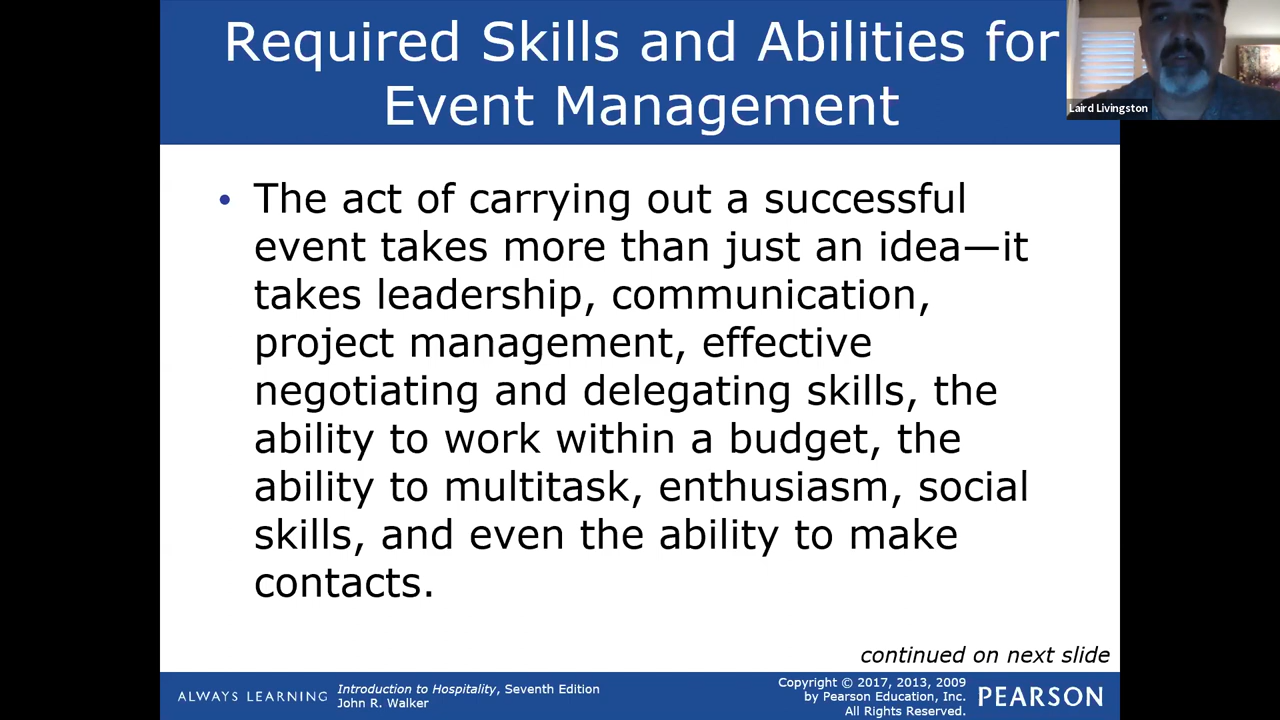 Required Skills and Abilities for
Event Management
Laird Livingston
• The act of carrying out a successful
event takes more than just an idea—it
takes leadership, communication,
project management, effective
negotiating and delegating skills, the
ability to work within a budget, the
ability to multitask, enthusiasm, social
skills, and even the ability to make
contacts.
continued on next slide
ALWAYS LEARNING
Introduction to Hospitality, Seventh Edition
John R. Walker
Copyright © 2017, 2013, 2009
by Pearson Education, Inc.
All Rights Reserved.
PEARSON